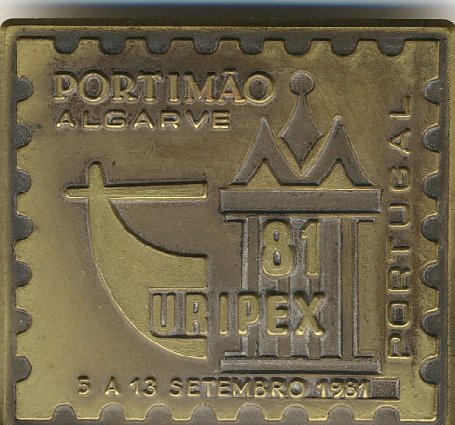 PORTIMÃO
ALGARVE
PORTUGAL
81
URIPEX
5 A 13 SETEMBRO 1981